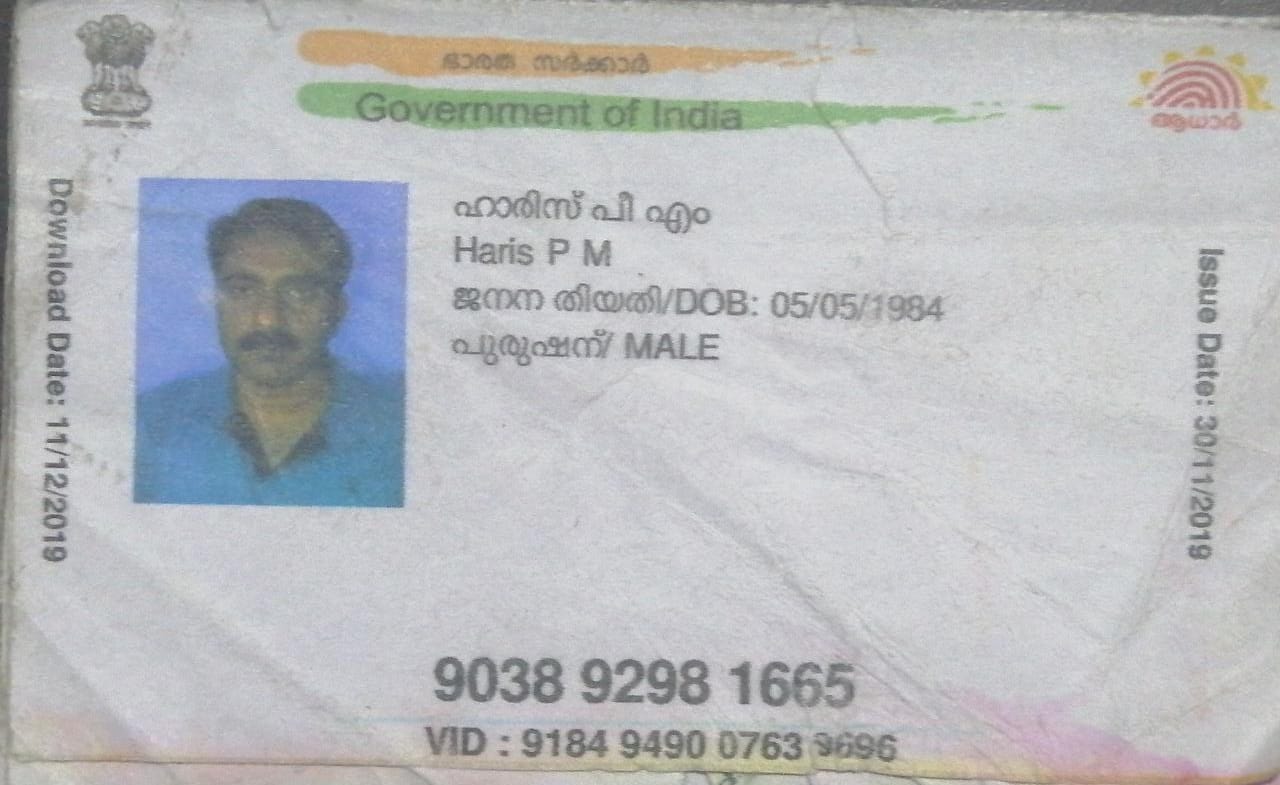 ഭാരത സർക്കാർ
Government of India
ആധാർ
Download Date: 11/12/2019
ഹാരിസ് പി എം
Haris P M
ജനന തിയതി/DOB: 05/05/1984
പുരുഷന്/ MALE
Issue Date: 30/11/2019
9038 9298 1665
VID : 9184 9490 0763 9696